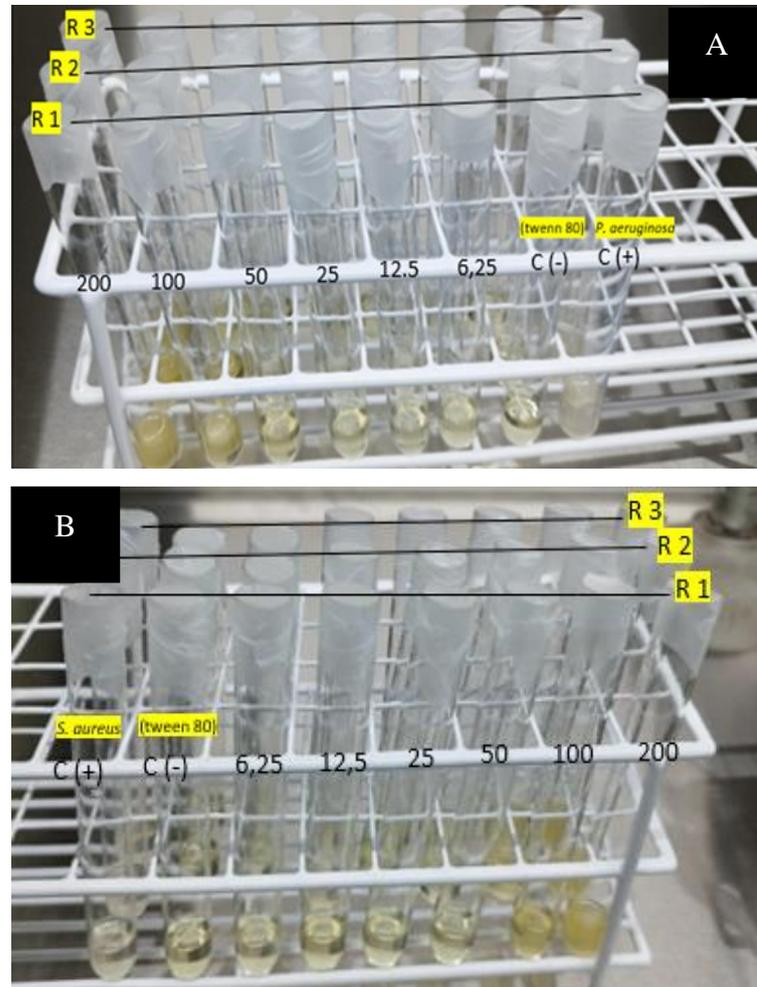 R 3
A
R 2
R 1
(twenn 80) P. aeruginosa
200 100 50 25 12.5 6,25 C (-) C (+)
B
R 3
R 2
R 1
S. aureus (tween 80)
C (+) C (-) 6,25 12,5 25 50 100 200